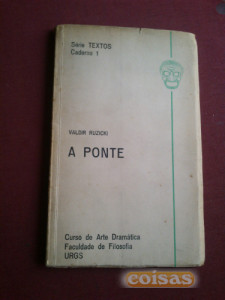 Série TEXTOS
Caderno 1
VALDIR RUZICKI
A PONTE
Curso de Arte Dramática
Faculdade de Filosofia
URGS
coisas